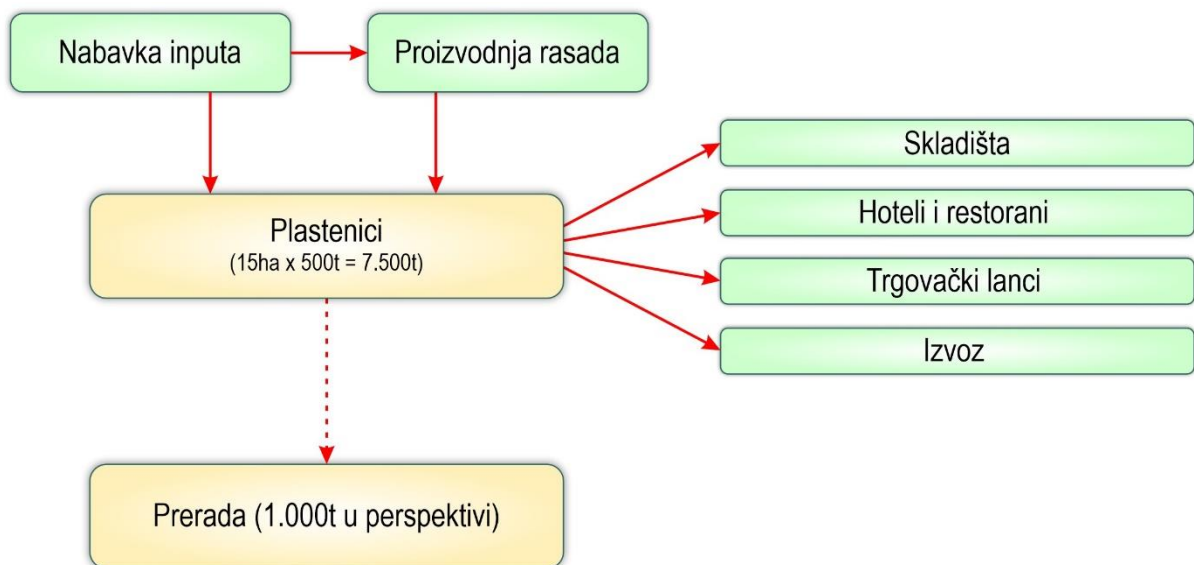 Nabavka inputa
Proizvodnja rasada
Plastenici
(15ha x 500t = 7.500t)
Skladišta
Hoteli i restorani
Trgovački lanci
Izvoz
Prerada (1.000t u perspektivi)